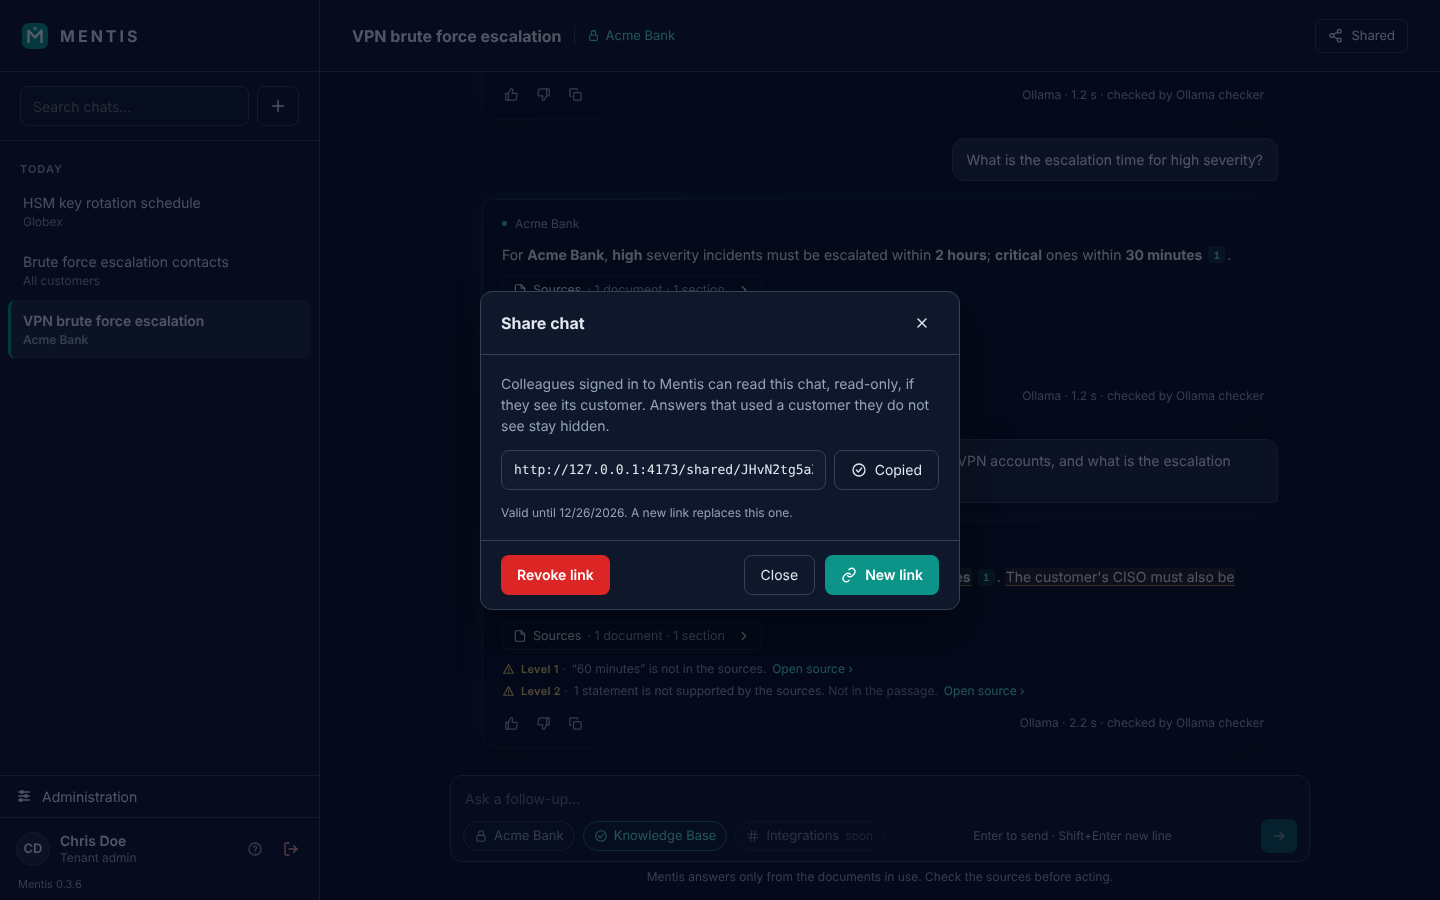 MENTIS
VPN brute force escalation
Acme Bank
Shared
Search chats...
TODAY
HSM key rotation schedule
Globex
Brute force escalation contacts
All customers
VPN brute force escalation
Acme Bank
Administration
CD
Chris Doe
Tenant admin
Mentis 0.3.6
Ollama · 1.2 s · checked by Ollama checker
What is the escalation time for high severity?
Acme Bank
For Acme Bank, high severity incidents must be escalated within 2 hours; critical ones within 30 minutes 1 .
Sources · 1 document · 1 section
Ollama · 1.2 s · checked by Ollama checker
VPN accounts, and what is the escalation
1 . The customer's CISO must also be
Share chat
Colleagues signed in to Mentis can read this chat, read-only, if
they see its customer. Answers that used a customer they do not
see stay hidden.
http://127.0.0.1:4173/shared/JHvN2tg5a
Copied
Valid until 12/26/2026. A new link replaces this one.
Revoke link
Close
New link
Sources · 1 document · 1 section
Level 1 · "60 minutes" is not in the sources. Open source ›
Level 2 · 1 statement is not supported by the sources. Not in the passage. Open source ›
Ollama · 2.2 s · checked by Ollama checker
Ask a follow-up...
Acme Bank
Knowledge Base
Integrations soon
Enter to send · Shift+Enter new line
Mentis answers only from the documents in use. Check the sources before acting.